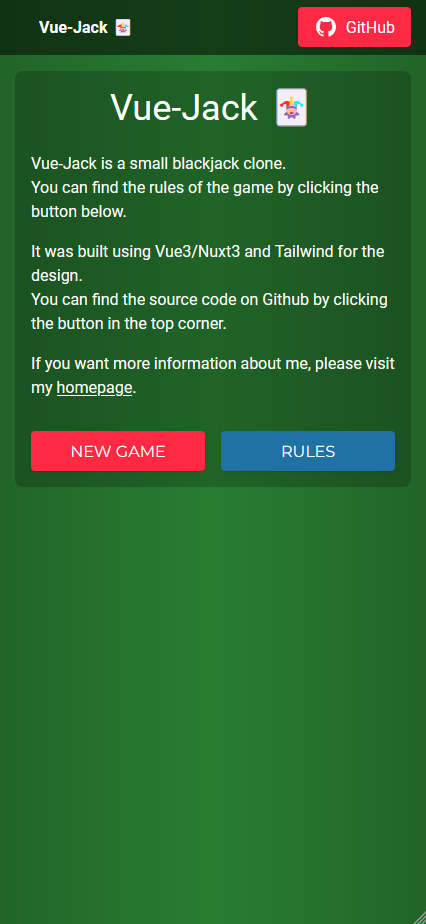 Vue-Jack 🃏
GitHub
Vue-Jack 🃏
Vue-Jack is a small blackjack clone.
You can find the rules of the game by clicking the
button below.
It was built using Vue3/Nuxt3 and Tailwind for the
design.
You can find the source code on Github by clicking
the button in the top corner.
If you want more information about me, please visit
my homepage.
NEW GAME
RULES